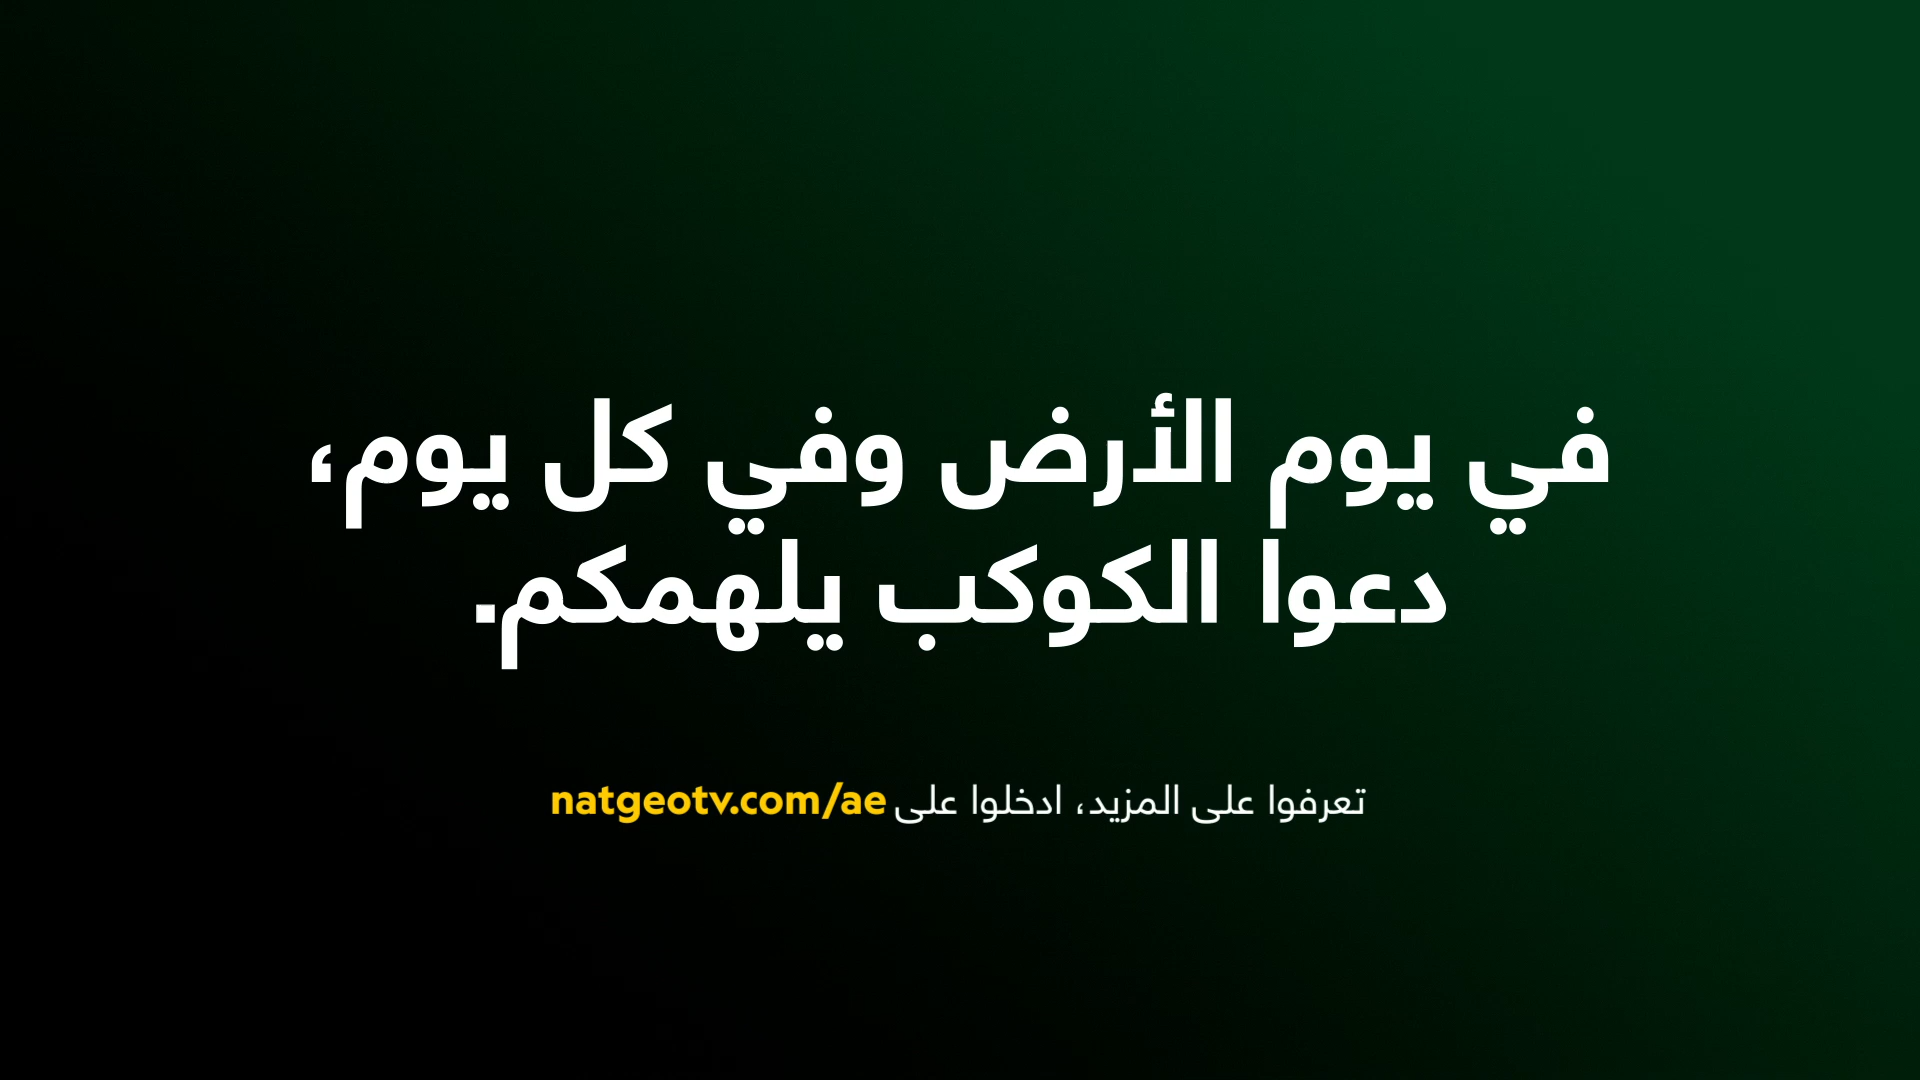 في يوم الأرض وفي كل يوم،
دعوا الكوكب يلهمكم.
تعرفوا على المزيد، ادخلوا على natgeotv.com/ae